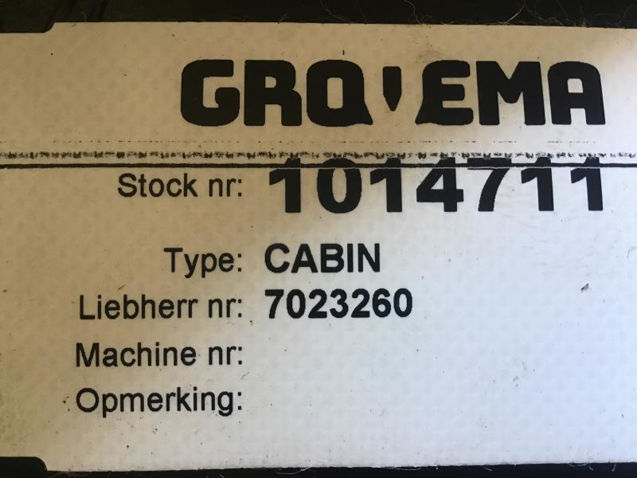 GROVEMA
Stock nr: 1014711
Type: CABIN
Liebherr nr: 7023260
Machine nr:
Opmerking: